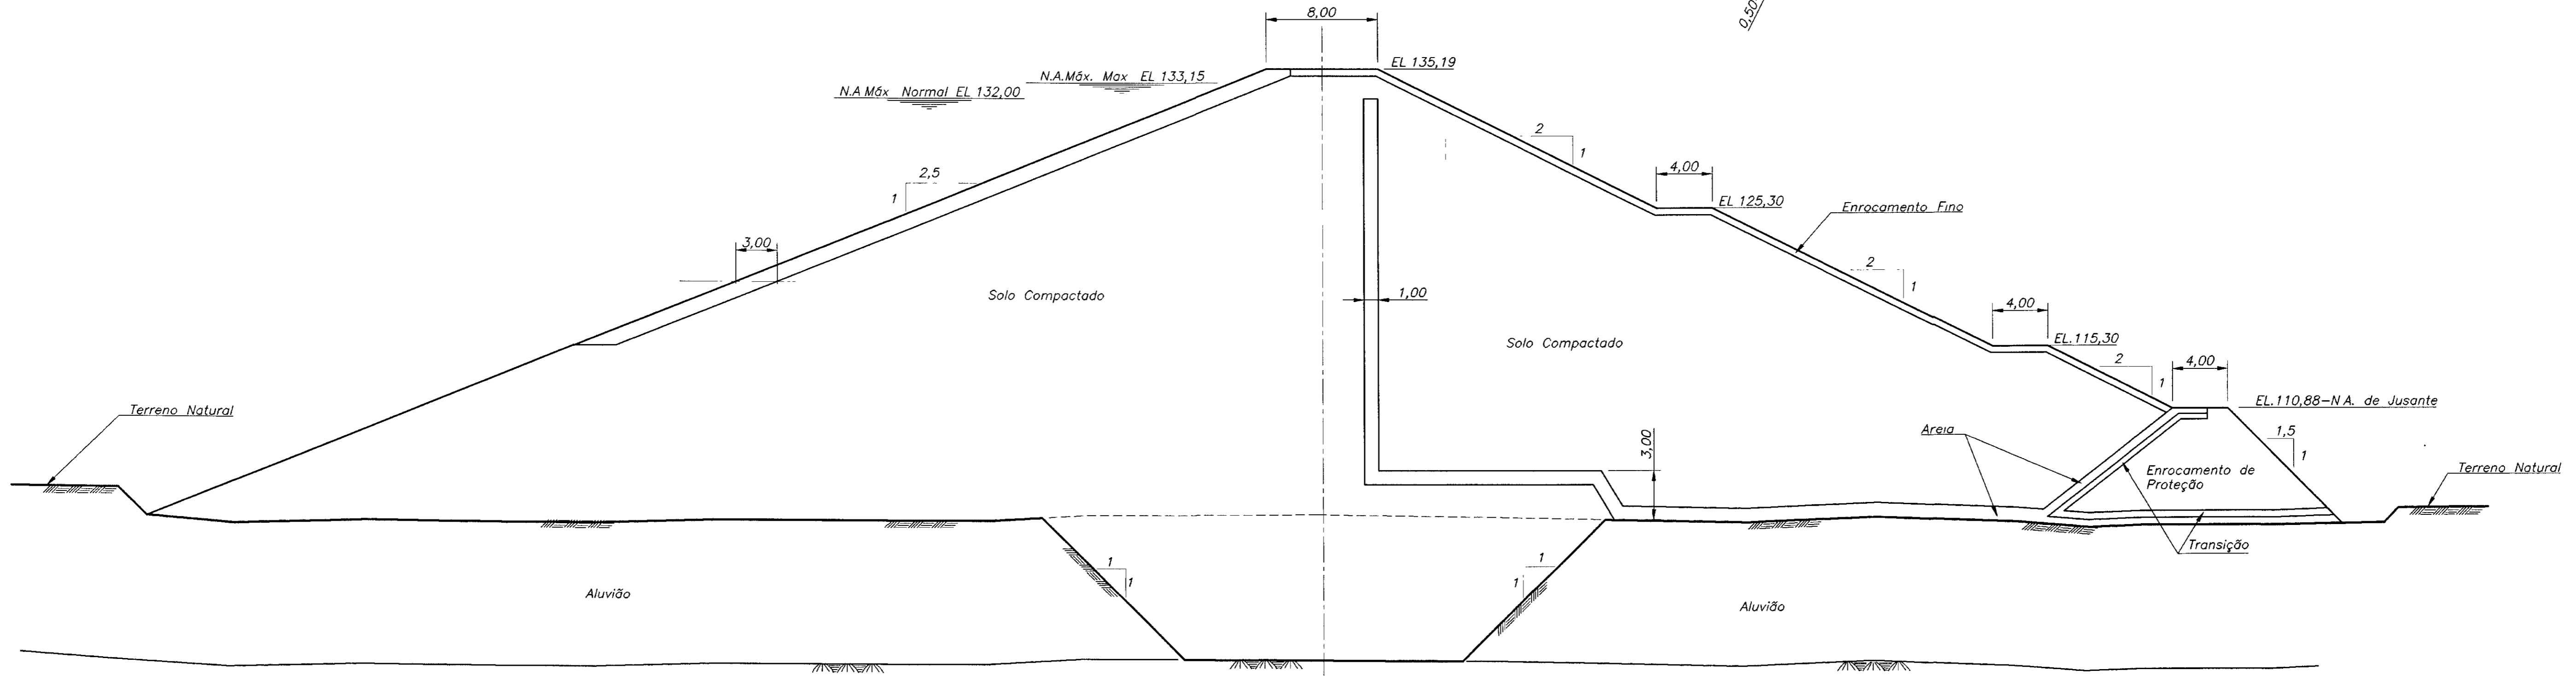 8,00
0,50
EL 135,19
N.A.Máx. Max EL 133,15
N.A Máx Normal EL 132,00
2
1
4,00
2,5
1
EL 125,30
Enrocamento Fino
3,00
2
1
Solo Compactado
1,00
4,00
Solo Compactado
EL.115,30
2
1
4,00
Terreno Natural
EL.110,88-N A. de Jusante
Areia
1,5
1
3,00
Enrocamento de
Proteção
Terreno Natural
Transição
1
1
1
1
Aluvião
Aluvião